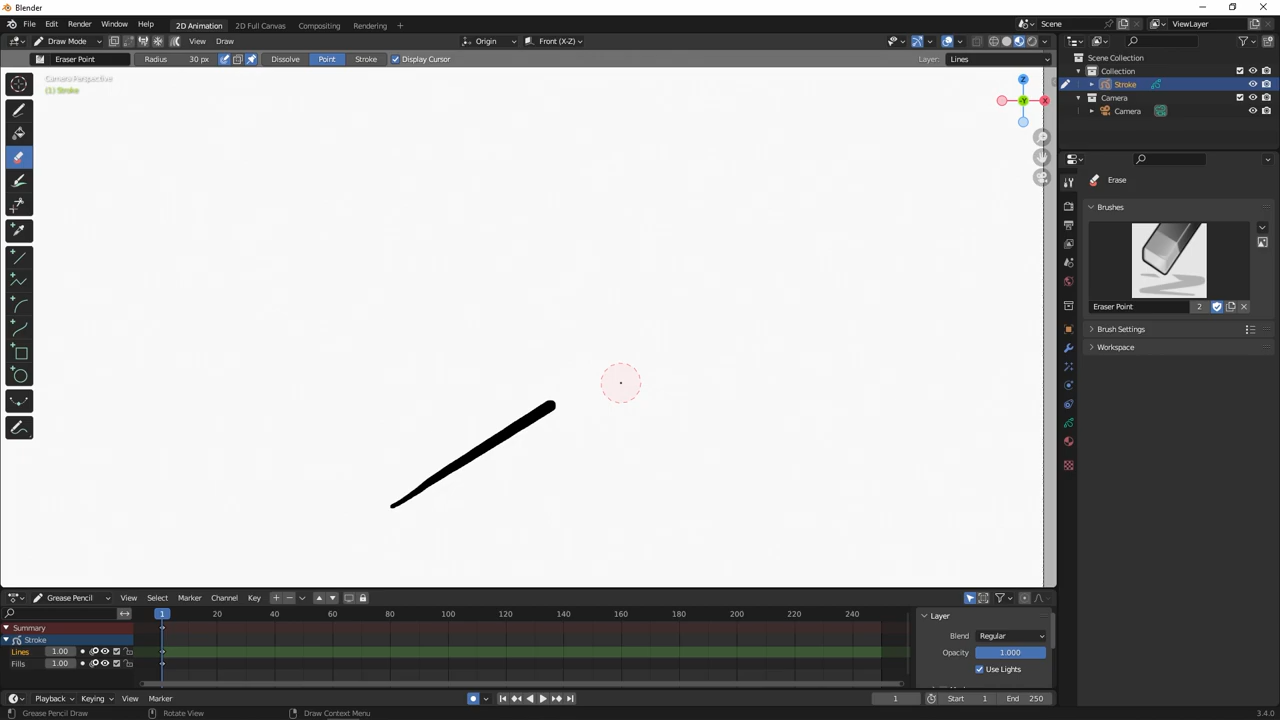 Blender
File Edit Render Window Help 2D Animation 2D Full Canvas Compositing Rendering + Scene ViewLayer
Draw Mode View Draw Origin Front (X-Z)
Eraser Point Radius 30 px Dissolve Point Stroke Display Cursor Layer: Lines
Camera Perspective
(1) Stroke
Z
-Y X
Scene Collection
Collection
Stroke
Camera
Camera
Erase
Brushes
Eraser Point 2
Brush Settings
Workspace
Grease Pencil View Select Marker Channel Key
1 20 40 60 80 100 120 140 160 180 200 220 240
Summary
Stroke
Lines 1.00
Fills 1.00
Layer
Blend Regular
Opacity 1.000
Use Lights
Playback Keying View Marker 1 Start 1 End 250
Grease Pencil Draw Rotate View Draw Context Menu 3.4.0